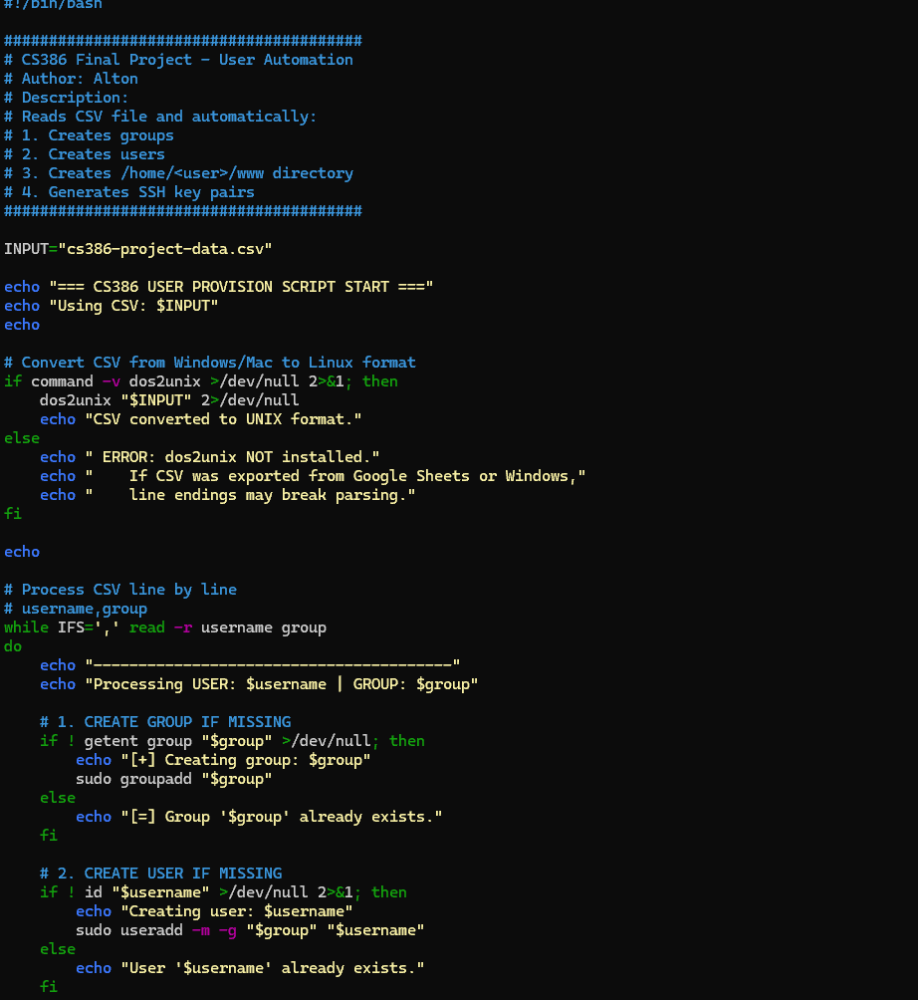 #!/bin/bash
########################################
# CS386 Final Project - User Automation
# Author: Alton
# Description:
# Reads CSV file and automatically:
# 1. Creates groups
# 2. Creates users
# 3. Creates /home/<user>/www directory
# 4. Generates SSH key pairs
########################################
INPUT="cs386-project-data.csv"
echo "=== CS386 USER PROVISION SCRIPT START ==="
echo "Using CSV: $INPUT"
echo
# Convert CSV from Windows/Mac to Linux format
if command -v dos2unix >/dev/null 2>&1; then
    dos2unix "$INPUT" 2>/dev/null
    echo "CSV converted to UNIX format."
else
    echo " ERROR: dos2unix NOT installed."
    echo "    If CSV was exported from Google Sheets or Windows,"
    echo "    line endings may break parsing."
fi
echo
# Process CSV line by line
# username,group
while IFS=',' read -r username group
do
    echo "----------------------------------------"
    echo "Processing USER: $username | GROUP: $group"
    # 1. CREATE GROUP IF MISSING
    if ! getent group "$group" >/dev/null; then
        echo "[+] Creating group: $group"
        sudo groupadd "$group"
    else
        echo "[=] Group '$group' already exists."
    fi
    # 2. CREATE USER IF MISSING
    if ! id "$username" >/dev/null 2>&1; then
        echo "Creating user: $username"
        sudo useradd -m -g "$group" "$username"
    else
        echo "User '$username' already exists."
    fi